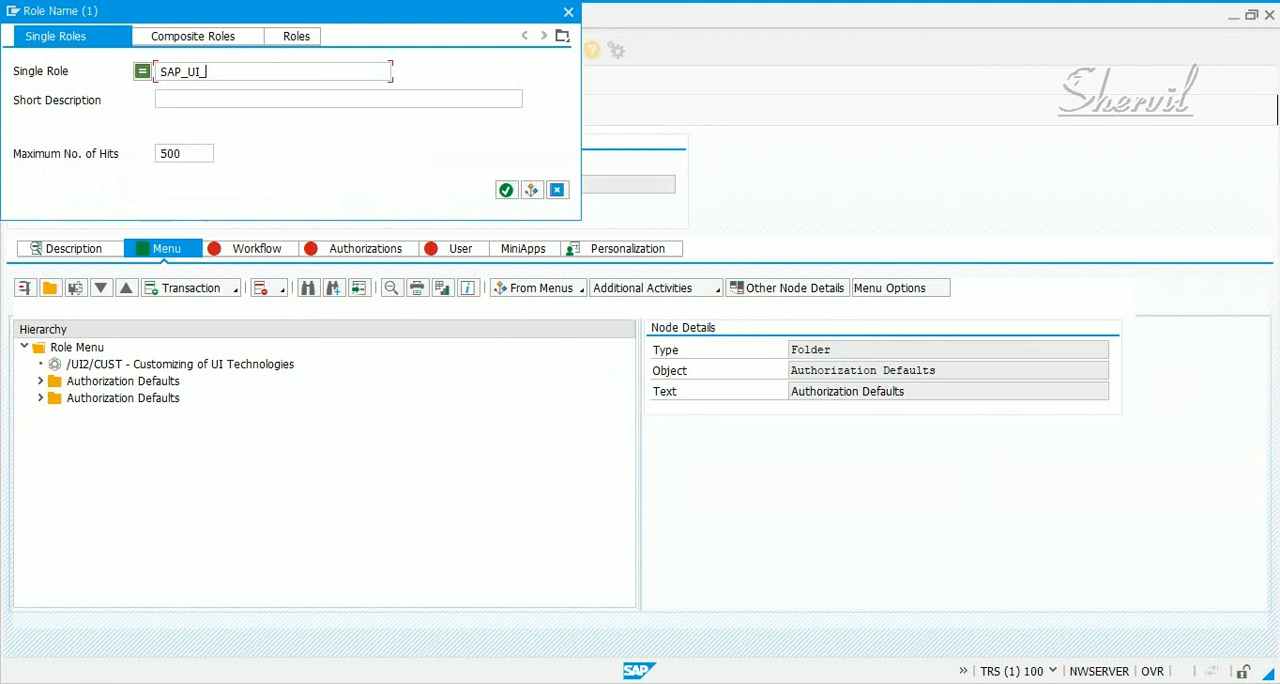 Role Name (1)
Single Roles Composite Roles Roles
Single Role SAP_UI_
Short Description
Maximum No. of Hits 500
Shervil
Description Menu Workflow Authorizations User MiniApps Personalization
Transaction From Menus Additional Activities Other Node Details Menu Options
Hierarchy
Role Menu
/UI2/CUST - Customizing of UI Technologies
Authorization Defaults
Authorization Defaults
Node Details
Type Folder
Object Authorization Defaults
Text Authorization Defaults
SAP
TRS (1) 100 NWSERVER OVR